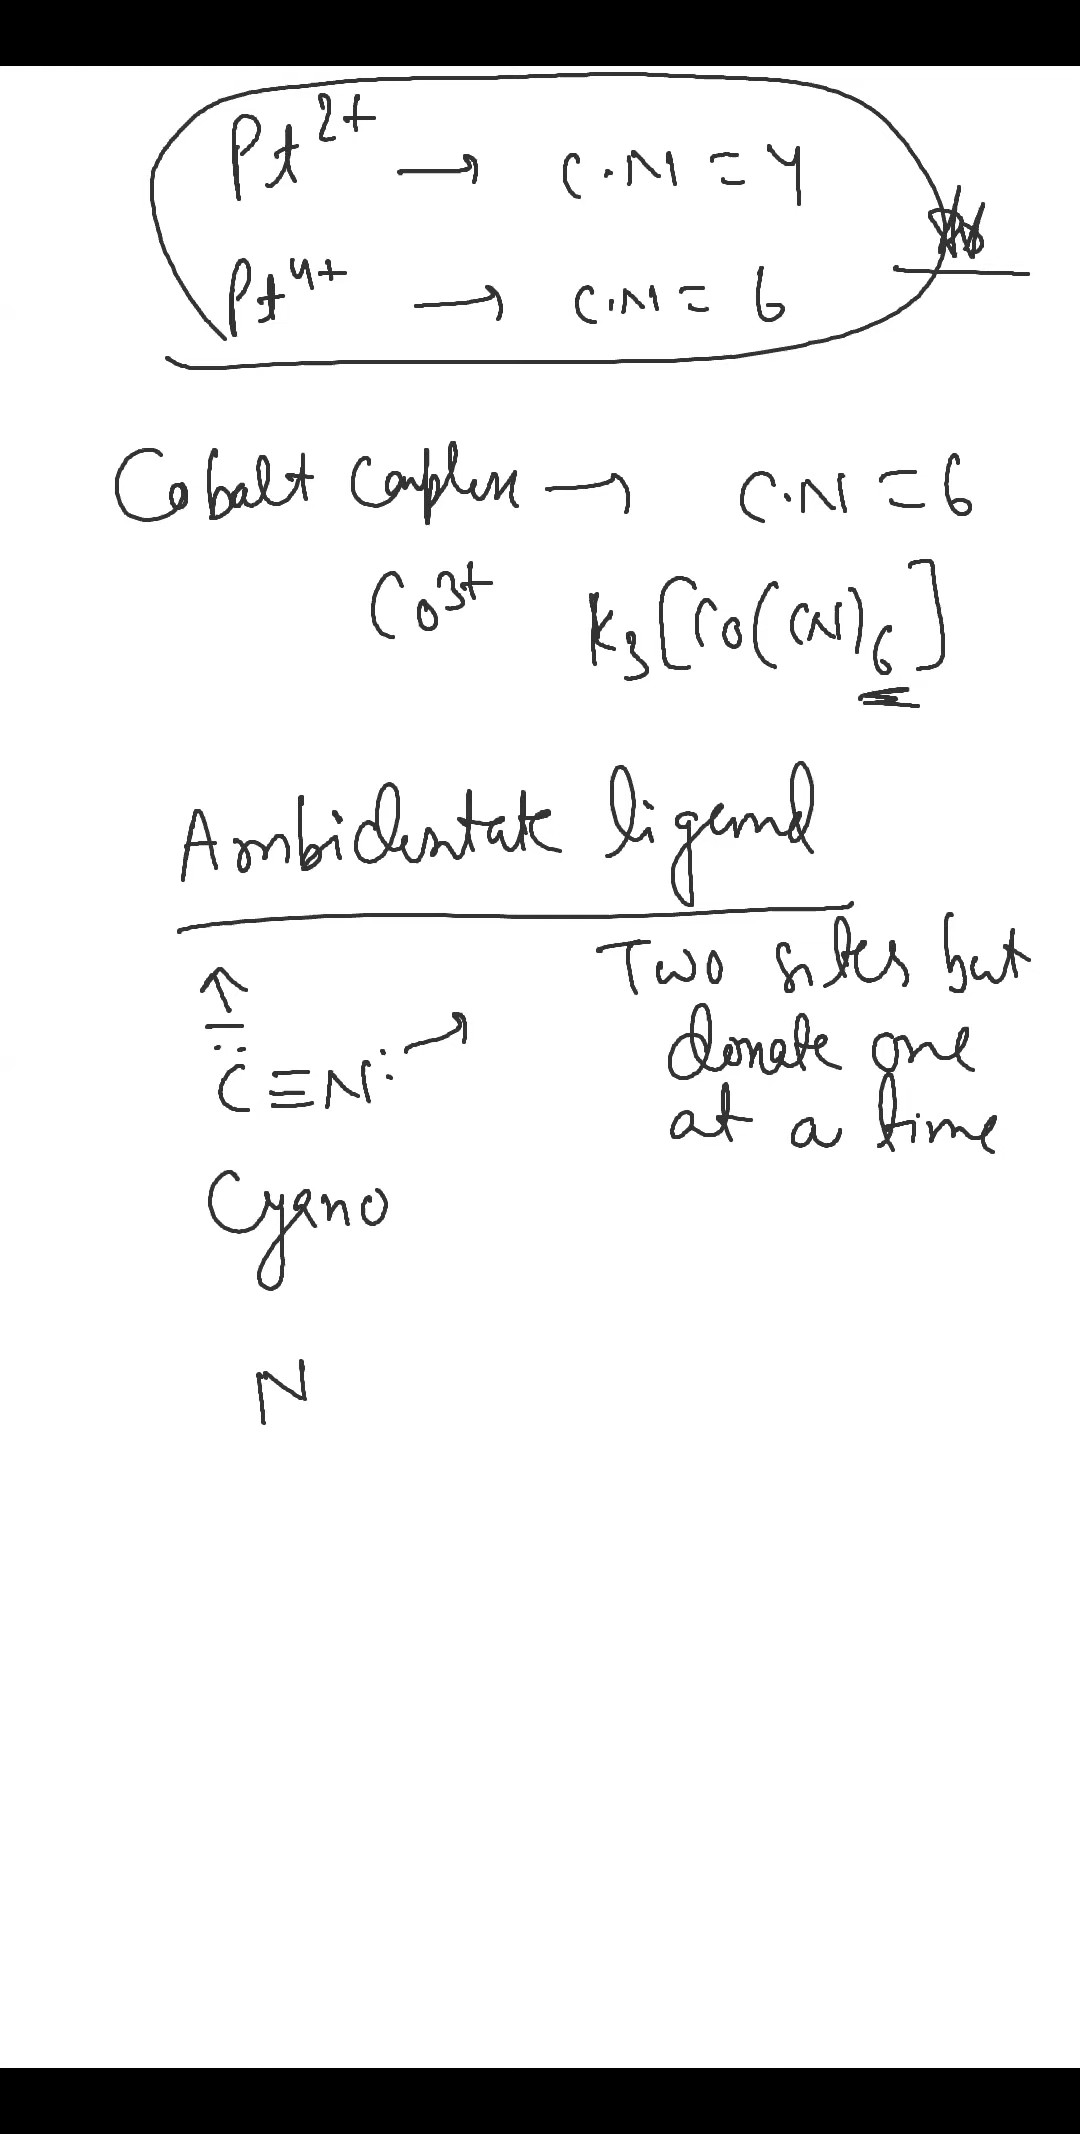 Pt²⁺ → C.N = 4
Pt⁴⁺ → C.N = 6
Cobalt Complex → C.N = 6
Co³⁺ K₃[Co(CN)₆]
Ambidentate ligand
Two sites but
donate one
at a time
C≡N:
Cyano
N